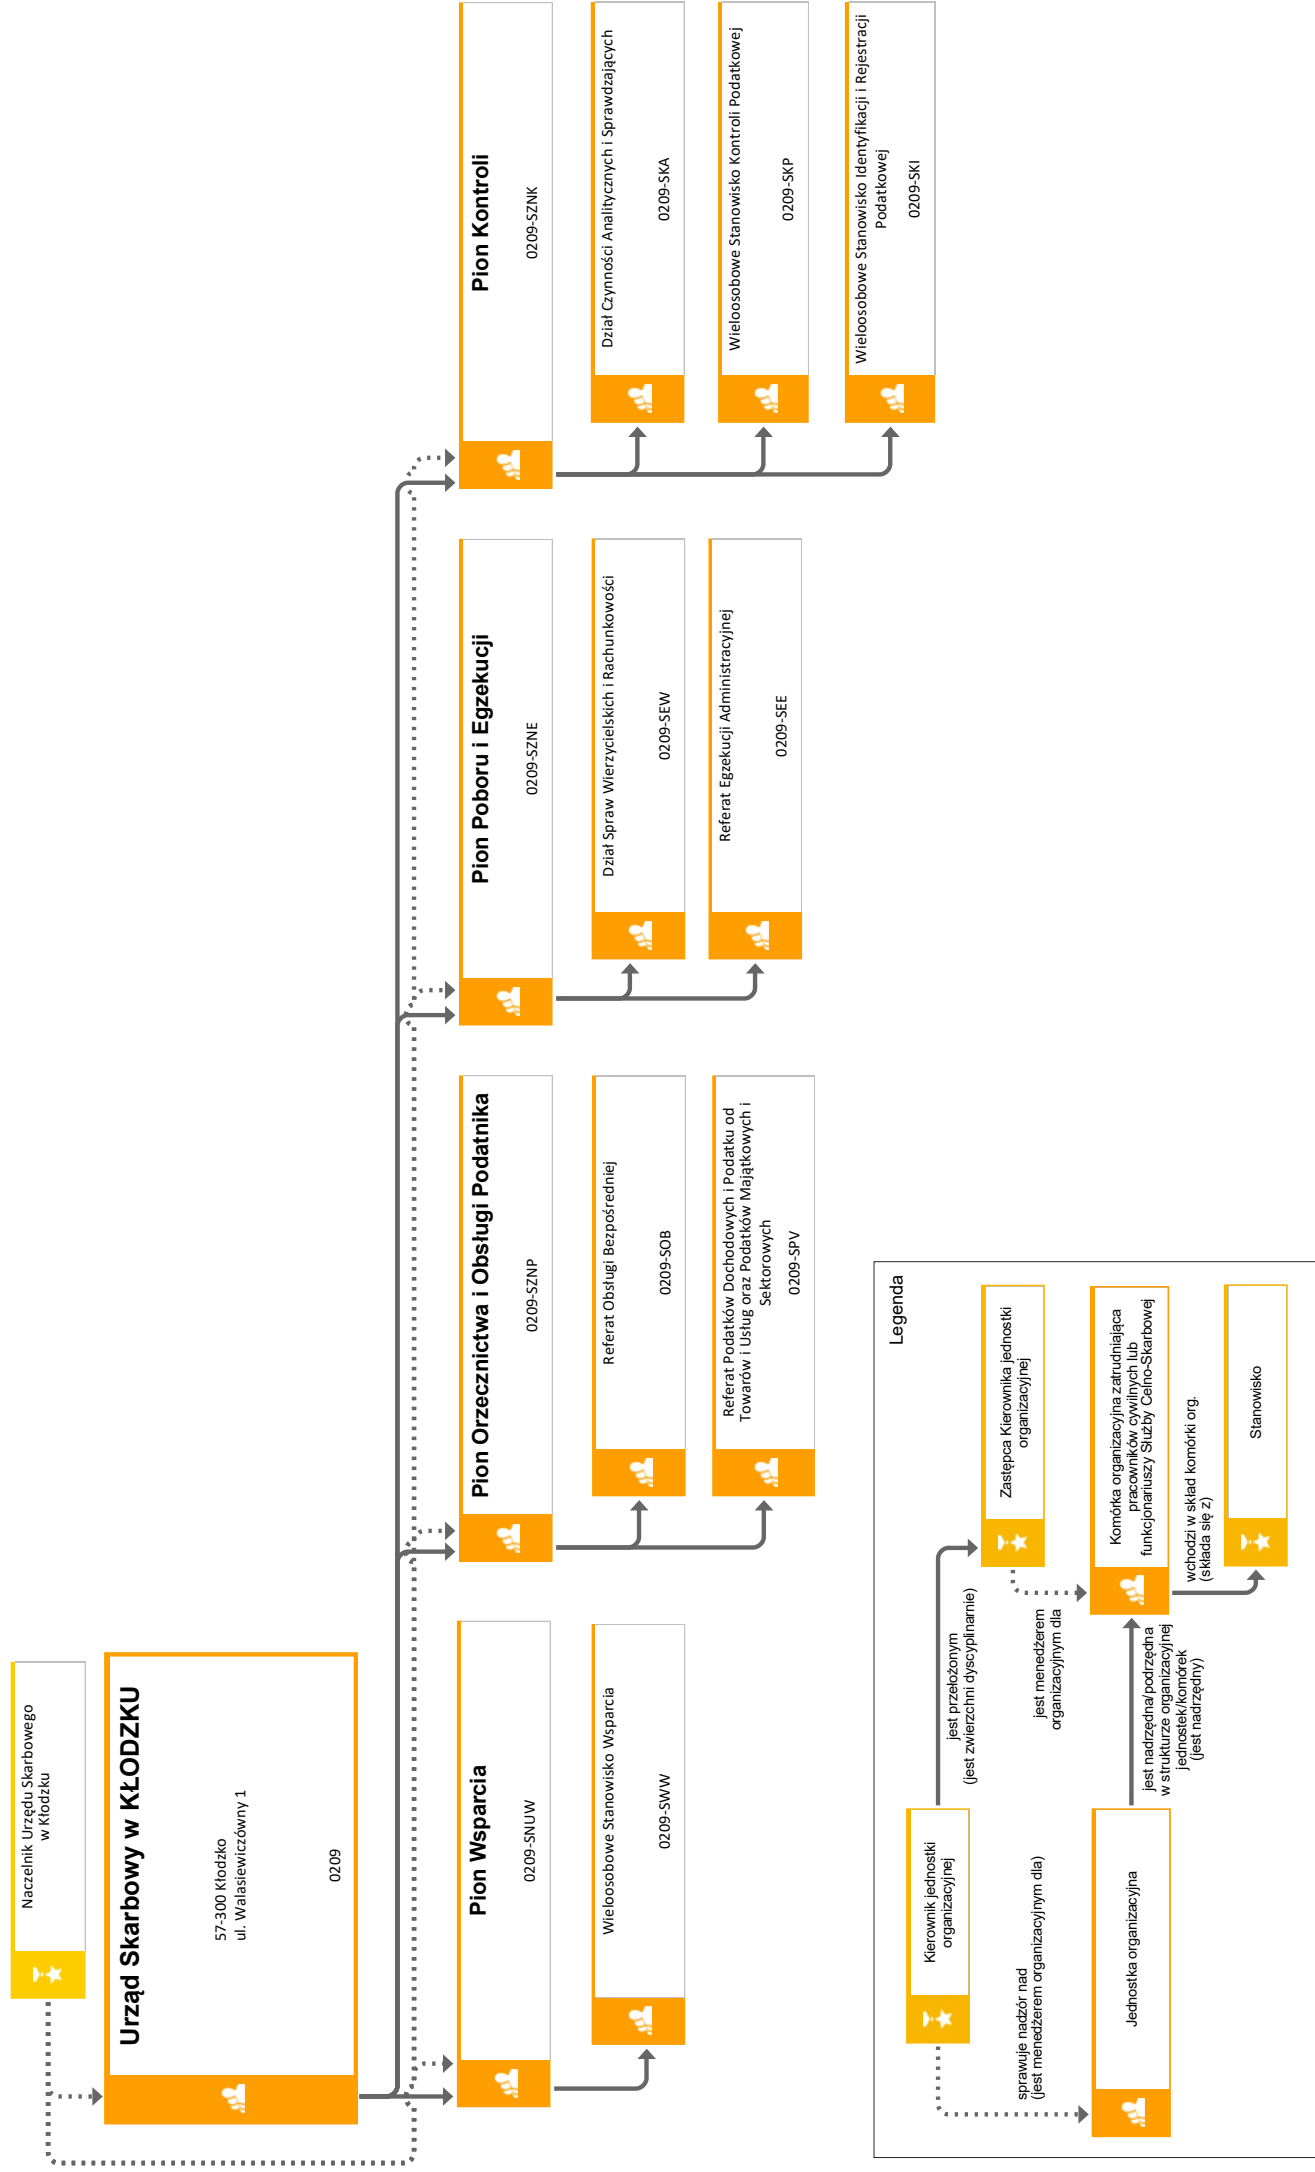 Naczelnik Urzędu Skarbowego
w Kłodzku
Urząd Skarbowy w KŁODZKU
57-300 Kłodzko
ul. Walasiewiczówny 1
0209
Pion Wsparcia
0209-SNUW
Wieloosobowe Stanowisko Wsparcia
0209-SWW
Pion Orzecznictwa i Obsługi Podatnika
0209-SZNP
Referat Obsługi Bezpośredniej
0209-SOB
Referat Podatków Dochodowych i Podatku od
Towarów i Usług oraz Podatków Majątkowych i
Sektorowych
0209-SPV
Pion Poboru i Egzekucji
0209-SZNE
Dział Spraw Wierzycielskich i Rachunkowości
0209-SEW
Referat Egzekucji Administracyjnej
0209-SEE
Pion Kontroli
0209-SZNK
Dział Czynności Analitycznych i Sprawdzających
0209-SKA
Wieloosobowe Stanowisko Kontroli Podatkowej
0209-SKP
Wieloosobowe Stanowisko Identyfikacji i Rejestracji
Podatkowej
0209-SKI
Legenda
Kierownik jednostki
organizacyjnej
jest przełożonym
(jest zwierzchni dyscyplinarnie)
Zastępca Kierownika jednostki
organizacyjnej
sprawuje nadzór nad
(jest menedżerem organizacyjnym dla)
jest menedżerem
organizacyjnym dla
Jednostka organizacyjna
jest nadrzędna/podrzędna
w strukturze organizacyjnej
jednostek/komórek
(jest nadrzędny)
Komórka organizacyjna zatrudniająca
pracowników cywilnych lub
funkcjonariuszy Służby Celno-Skarbowej
wchodzi w skład komórki org.
(składa się z)
Stanowisko